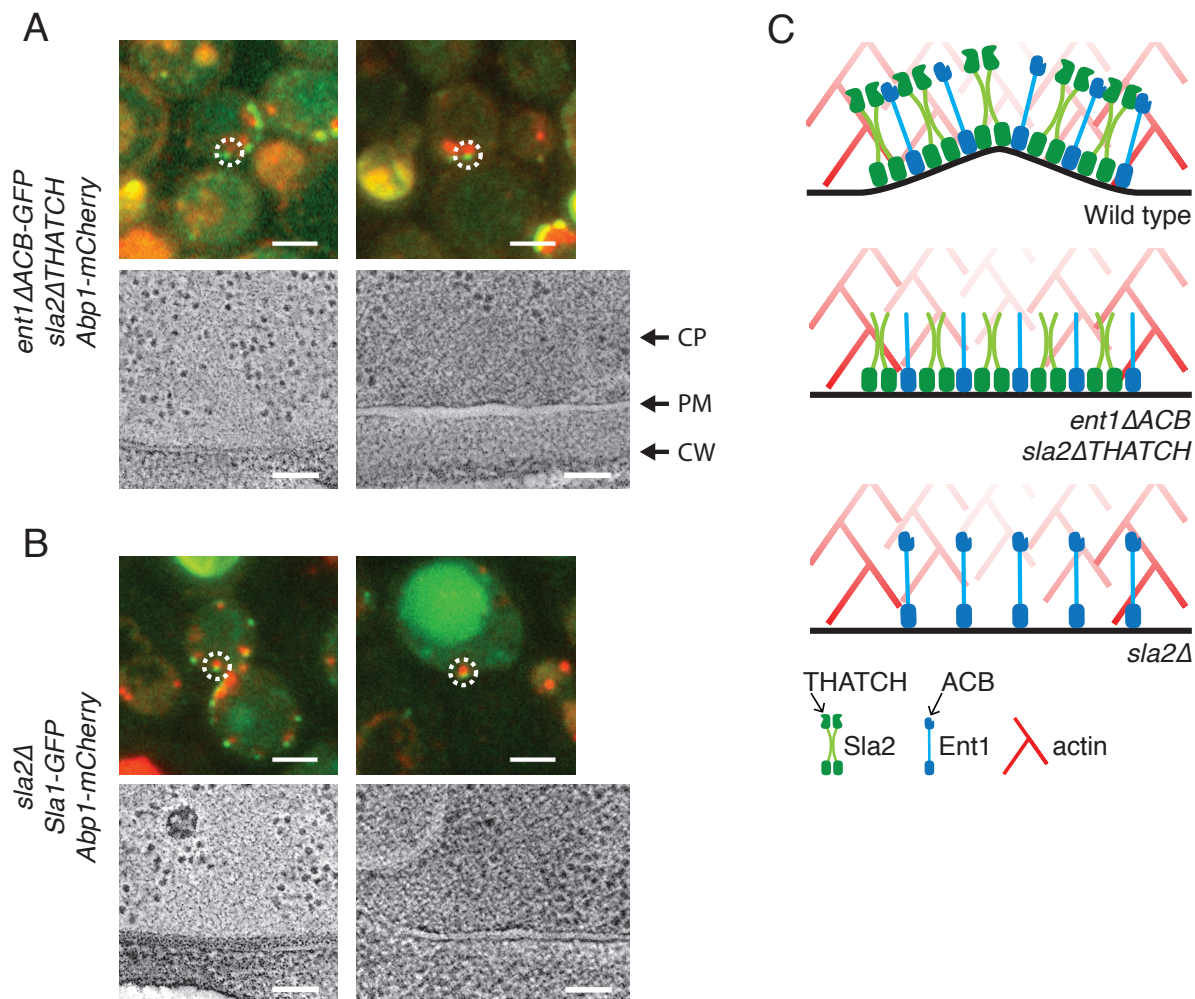 A
ent1ΔACB-GFP
sla2ΔTHATCH
Abp1-mCherry
CP
PM
CW
B
sla2Δ
Sla1-GFP
Abp1-mCherry
C
Wild type
ent1ΔACB
sla2ΔTHATCH
sla2Δ
THATCH ACB
Sla2 Ent1 actin